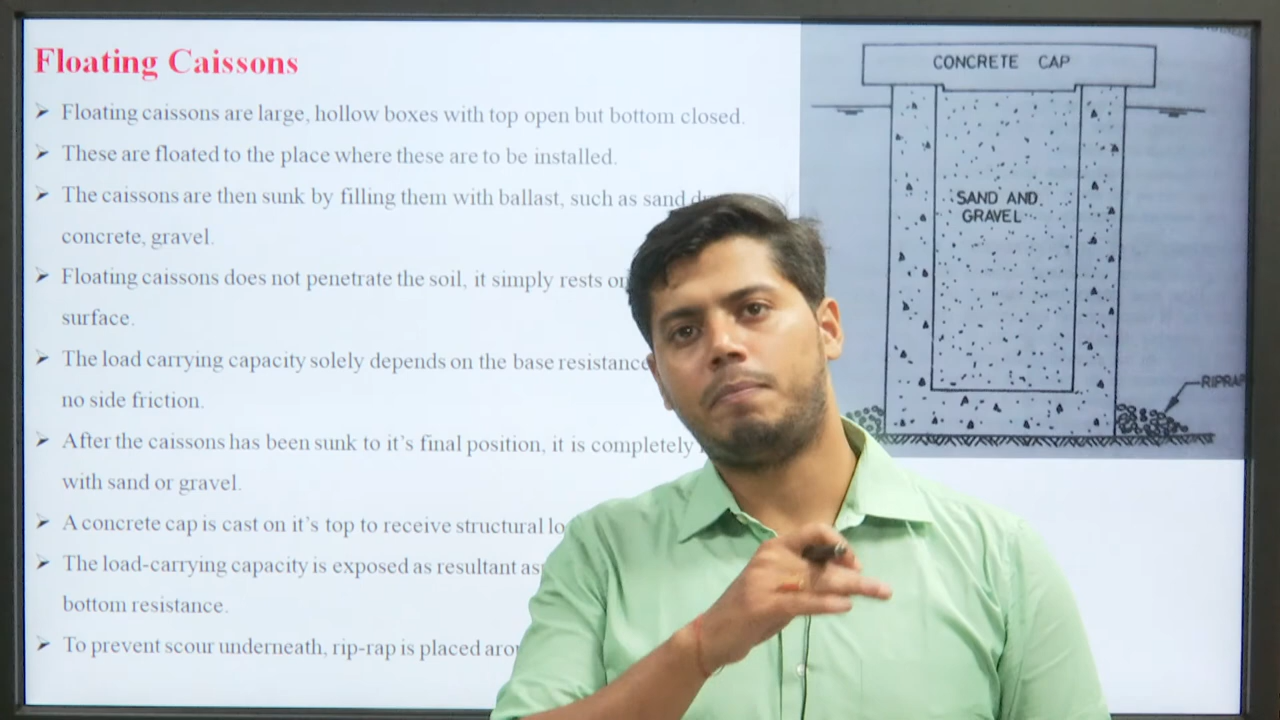 Floating Caissons
➤ Floating caissons are large, hollow boxes with top open but bottom closed.
➤ These are floated to the place where these are to be installed.
➤ The caissons are then sunk by filling them with ballast, such as sand
concrete, gravel.
➤ Floating caissons does not penetrate the soil, it simply rests
surface.
➤ The load carrying capacity solely depends on the base resistance
no side friction.
➤ After the caissons has been sunk to it's final position, it is completely
with sand or gravel.
➤ A concrete cap is cast on it's top to receive structural
➤ The load-carrying capacity is exposed as resultant
bottom resistance.
➤ To prevent scour underneath, rip-rap is placed
CONCRETE CAP
SAND AND
GRAVEL
RIPRAP